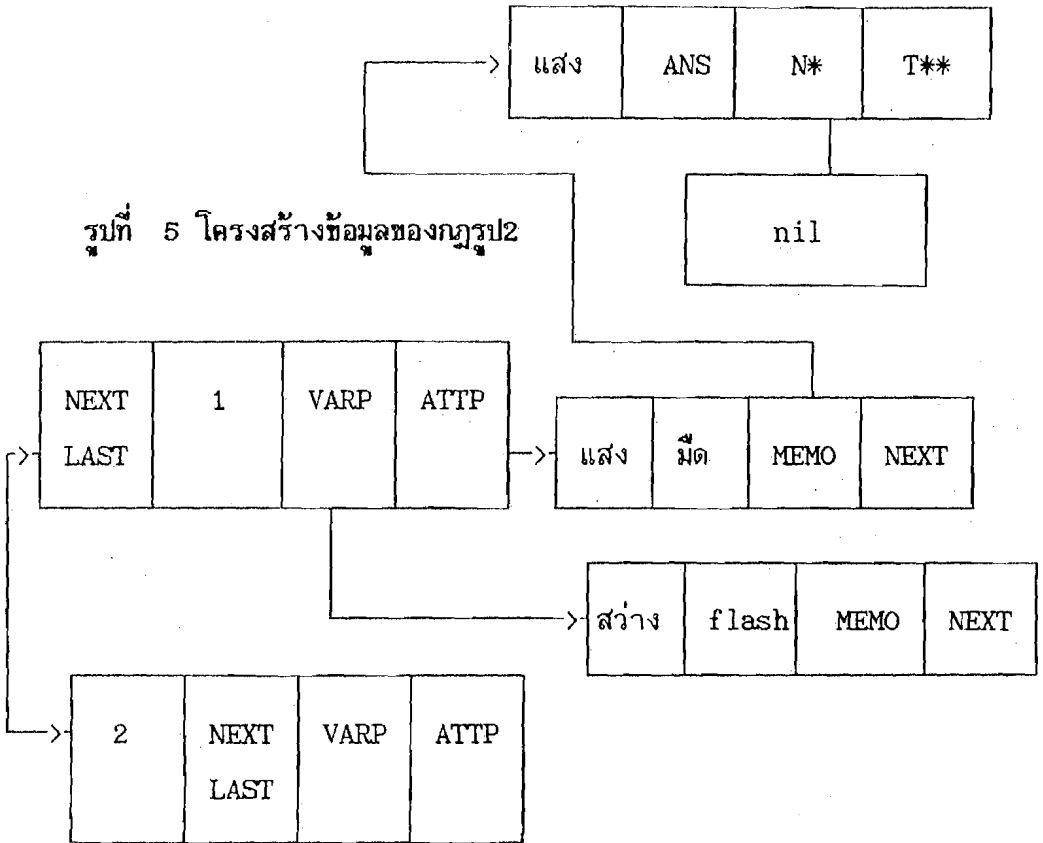 แสง ANS N* T**
nil
รูปที่ 5 โครงสร้างข้อมูลของกฎรูป2
NEXT 1 VARP ATTP
LAST
แสง มืด MEMO NEXT
สว่าง flash MEMO NEXT
2 NEXT VARP ATTP
LAST